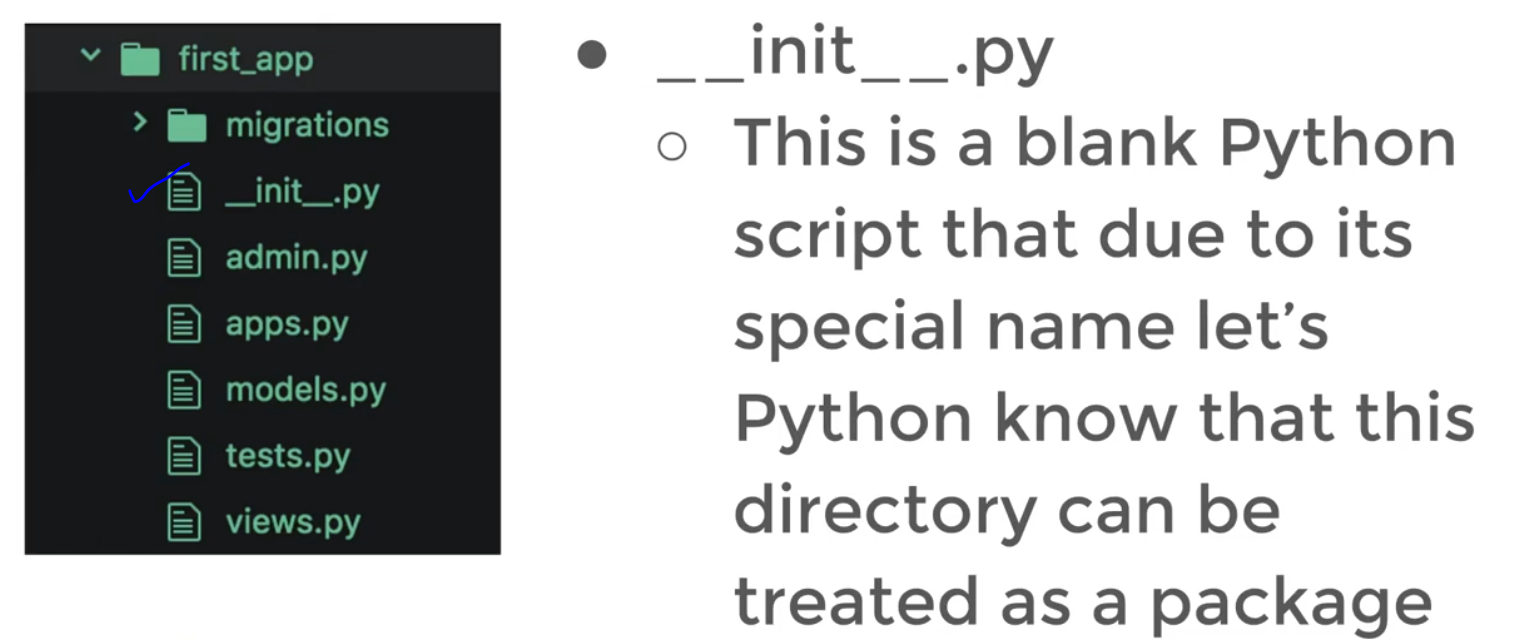 first_app
migrations
__init__.py
admin.py
apps.py
models.py
tests.py
views.py
● __init__.py
○ This is a blank Python
script that due to its
special name let’s
Python know that this
directory can be
treated as a package